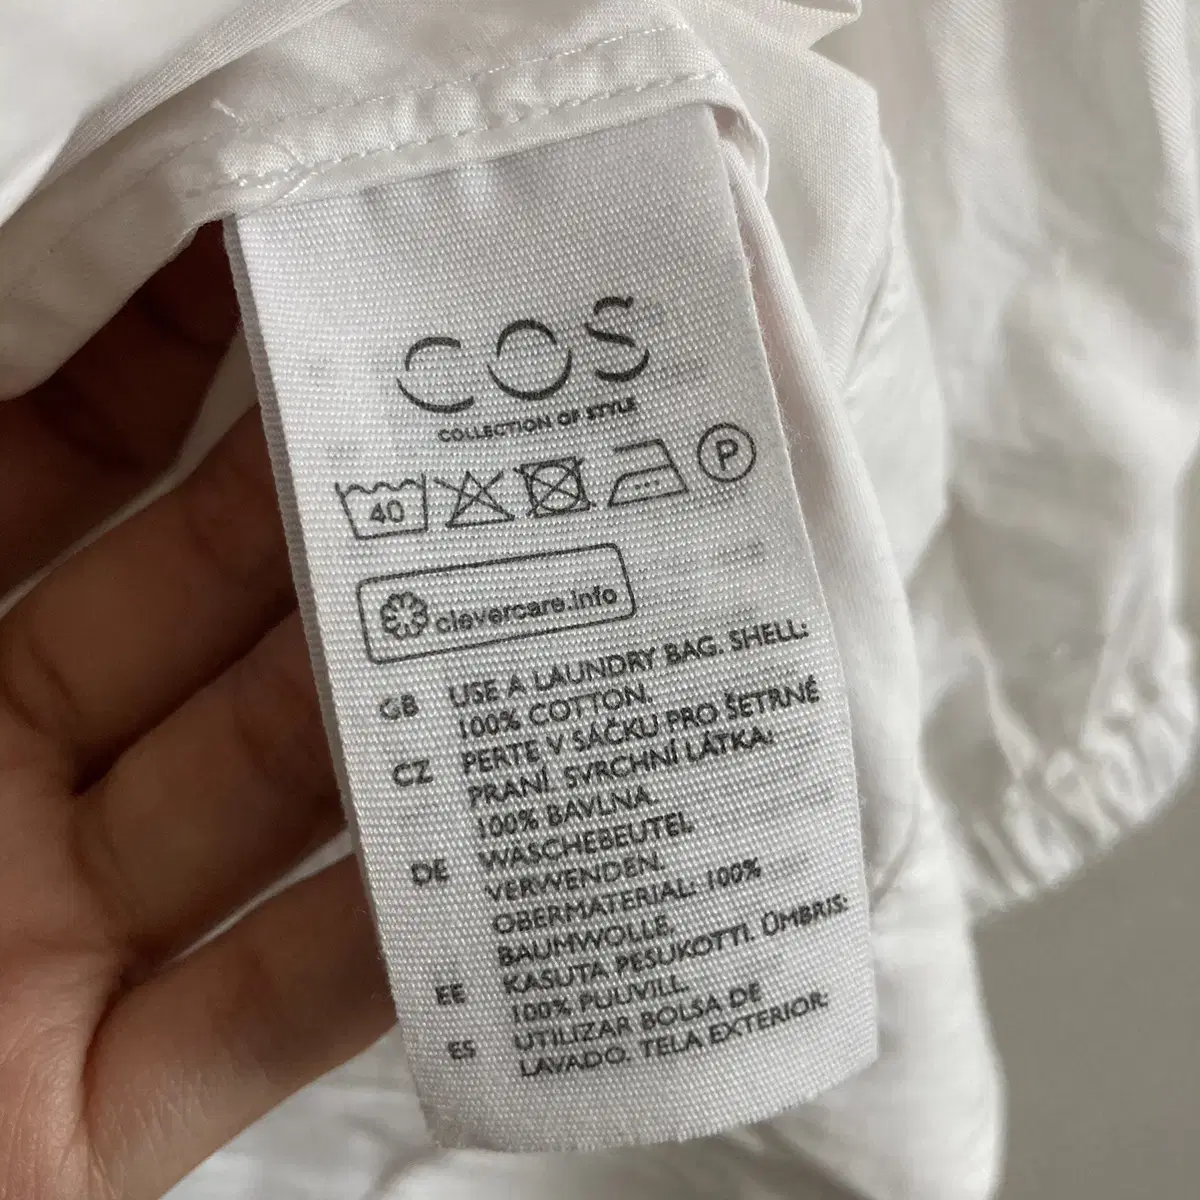 COS
COLLECTION OF STYLE
40 P
clevercare.info
GB USE A LAUNDRY BAG. SHELL:
100% COTTON.
CZ PERTE V SÁČKU PRO ŠETRNÉ
PRANÍ. SVRCHNÍ LÁTKA:
100% BAVLNA.
DE WÄSCHEBEUTEL
VERWENDEN.
OBERMATERIAL: 100%
BAUMWOLLE.
EE KASUTA PESUKOTTI. ÜMBRIS:
100% PUUVILL.
ES UTILIZAR BOLSA DE
LAVADO. TELA EXTERIOR: